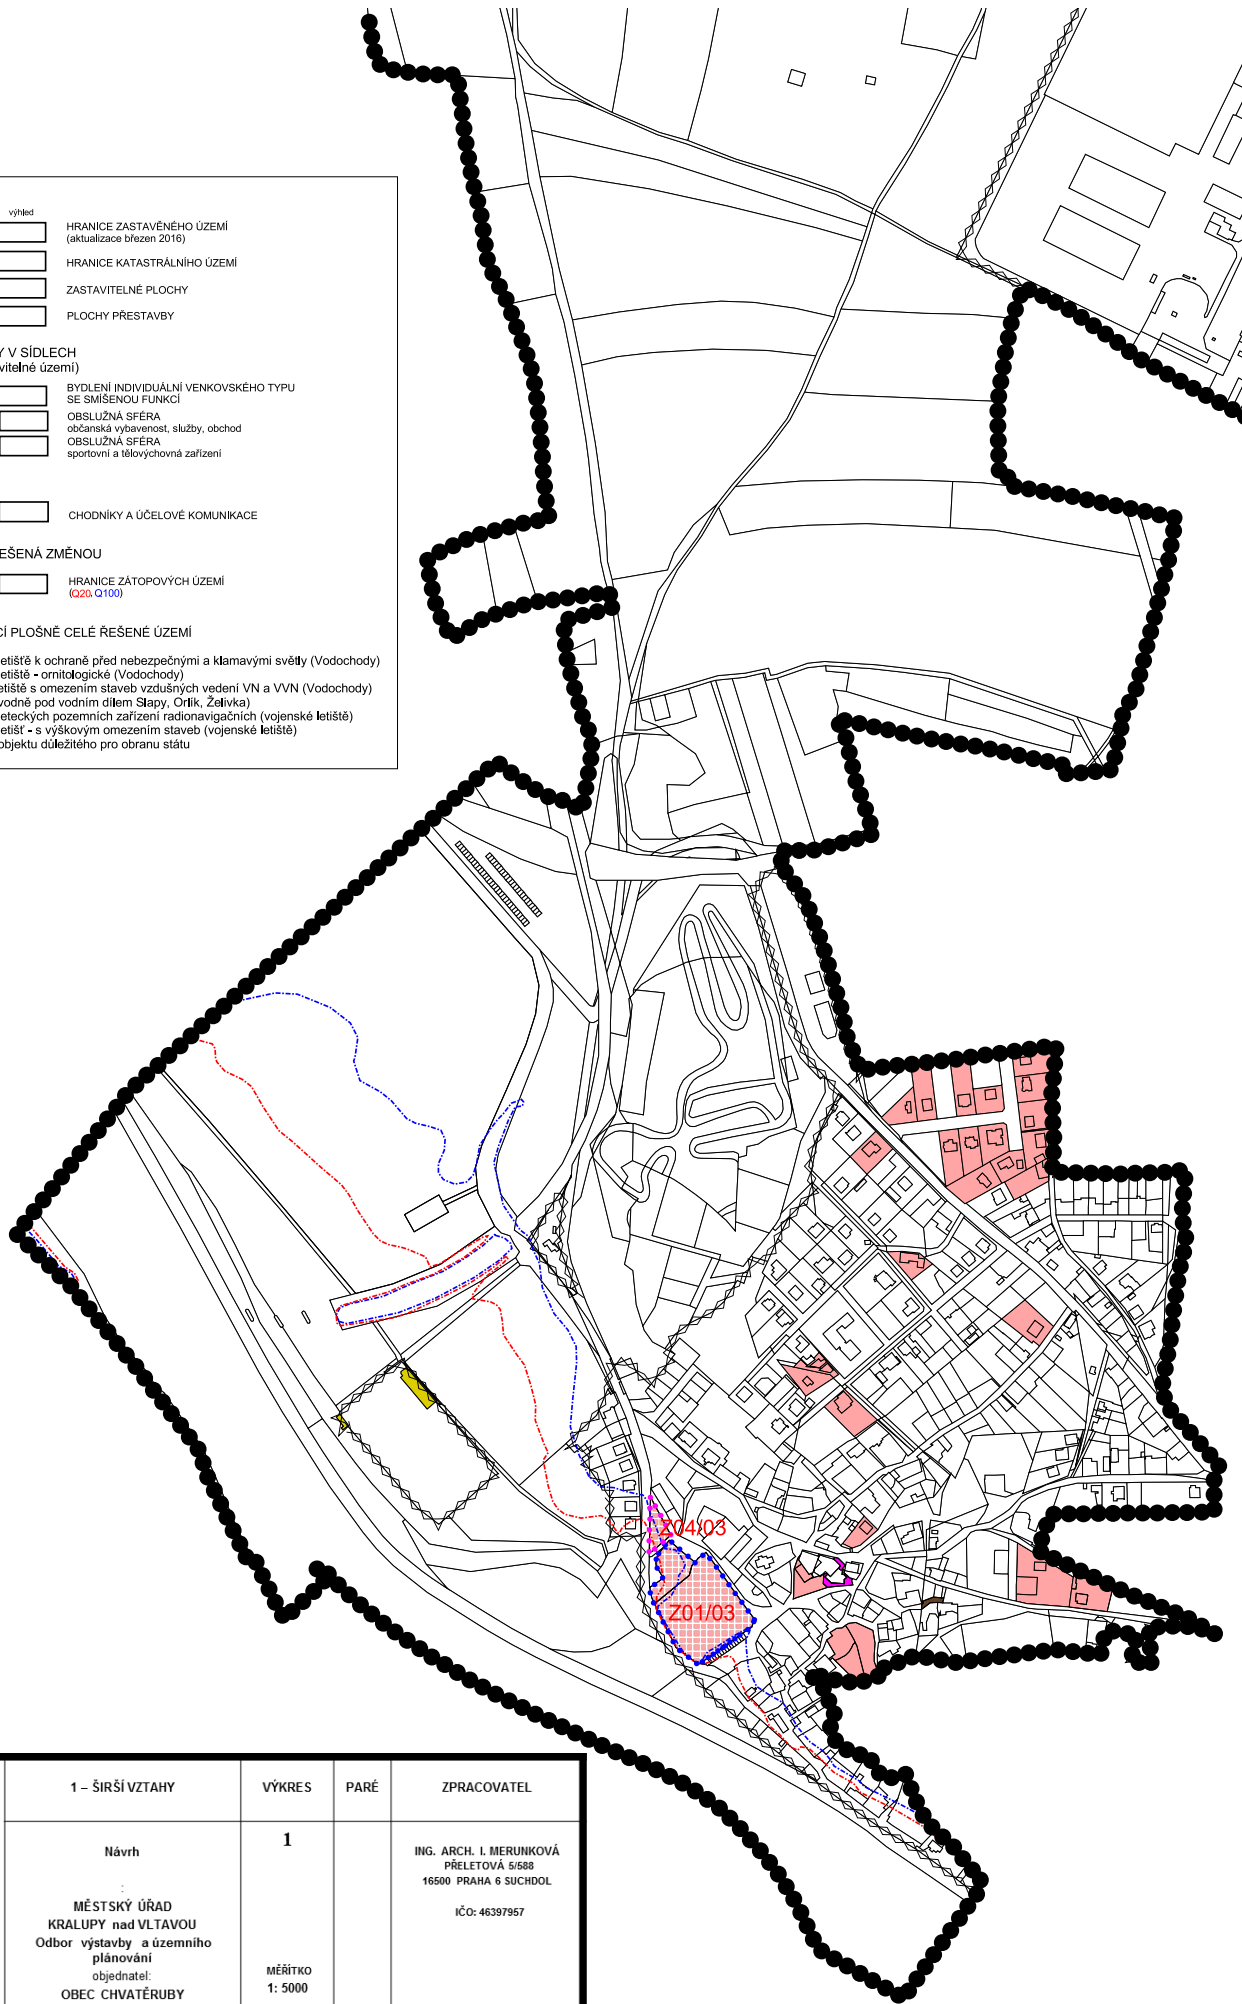 výhled
HRANICE ZASTAVĚNÉHO ÚZEMÍ
(aktualizace březen 2016)
HRANICE KATASTRÁLNÍHO ÚZEMÍ
ZASTAVITELNÉ PLOCHY
PLOCHY PŘESTAVBY
Y V SÍDLECH
vitelné území)
BYDLENÍ INDIVIDUÁLNÍ VENKOVSKÉHO TYPU
SE SMÍŠENOU FUNKCÍ
OBSLUŽNÁ SFÉRA
občanská vybavenost, služby, obchod
OBSLUŽNÁ SFÉRA
sportovní a tělovýchovná zařízení
CHODNÍKY A ÚČELOVÉ KOMUNIKACE
EŠENÁ ZMĚNOU
HRANICE ZÁTOPOVÝCH ÚZEMÍ
(Q20, Q100)
CÍ PLOŠNĚ CELÉ ŘEŠENÉ ÚZEMÍ
etiště k ochraně před nebezpečnými a klamavými světly (Vodochody)
etiště - ornitologické (Vodochody)
etiště s omezením staveb vzdušných vedení VN a VVN (Vodochody)
vodně pod vodním dílem Slapy, Orlík, Želivka)
eteckých pozemních zařízení radionavigačních (vojenské letiště)
etišť - s výškovým omezením staveb (vojenské letiště)
objektu důležitého pro obranu státu
Z04/03
Z01/03
1 – ŠIRŠÍ VZTAHY
VÝKRES
PARÉ
ZPRACOVATEL
Návrh
:
MĚSTSKÝ ÚŘAD
KRALUPY nad VLTAVOU
Odbor výstavby a územního
plánování
objednatel:
OBEC CHVATĚRUBY
1
MĚŘÍTKO
1: 5000
ING. ARCH. I. MERUNKOVÁ
PŘELETOVÁ 5/588
16500 PRAHA 6 SUCHDOL
IČO: 46397957